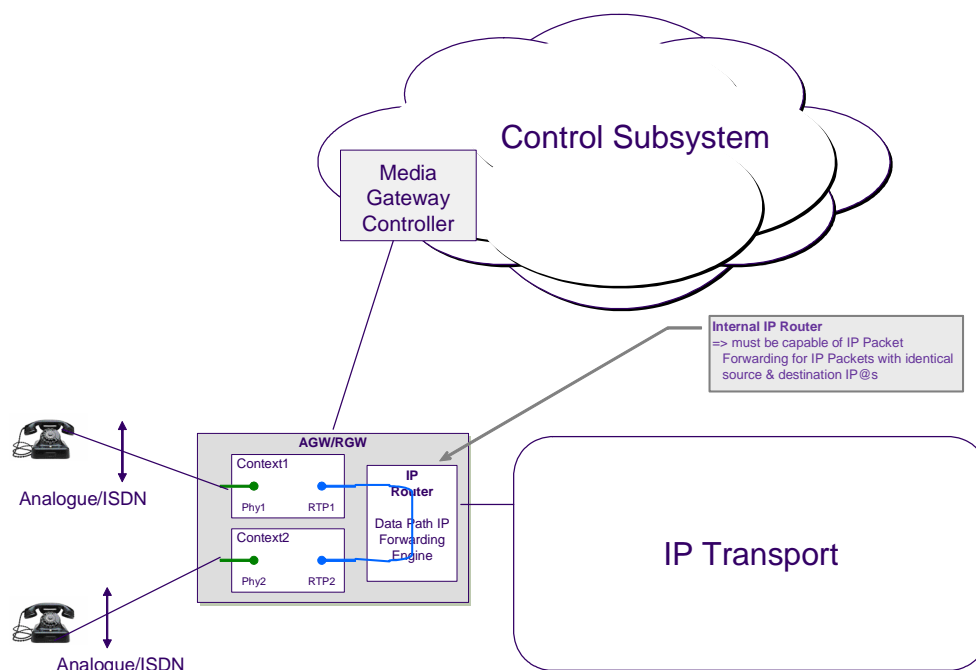 Control Subsystem
Media
Gateway
Controller
Internal IP Router
=> must be capable of IP Packet
Forwarding for IP Packets with identical
source & destination IP@s
AGW/RGW
Context1
Phy1
RTP1
Context2
Phy2
RTP2
IP
Router
Data Path IP
Forwarding
Engine
Analogue/ISDN
IP Transport
Analogue/ISDN